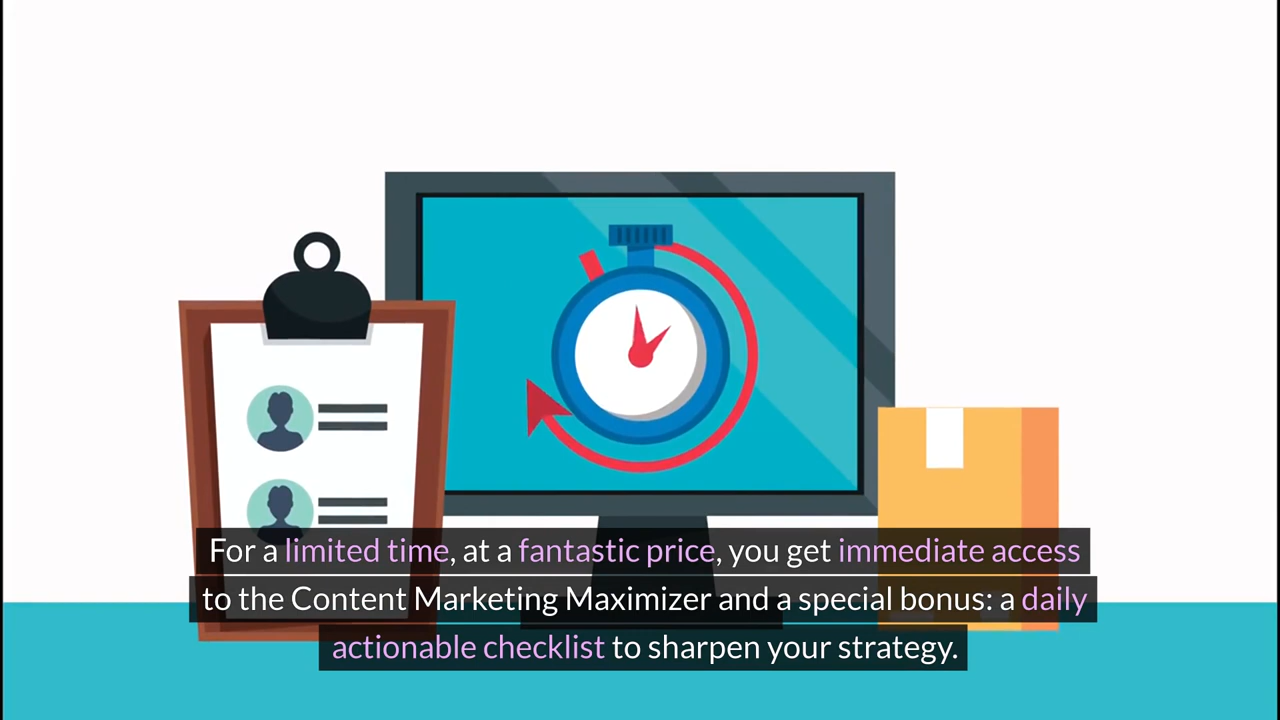 For a limited time, at a fantastic price, you get immediate access
to the Content Marketing Maximizer and a special bonus: a daily
actionable checklist to sharpen your strategy.